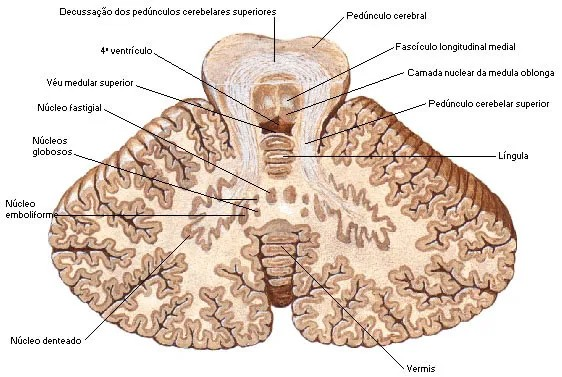 Decussação dos pedúnculos cerebelares superiores
Pedúnculo cerebral
4º ventrículo
Fascículo longitudinal medial
Camada nuclear da medula oblonga
Véu medular superior
Núcleo fastigial
Pedúnculo cerebelar superior
Núcleos
globosos
Língula
Núcleo
emboliforme
Núcleo denteado
Vermis